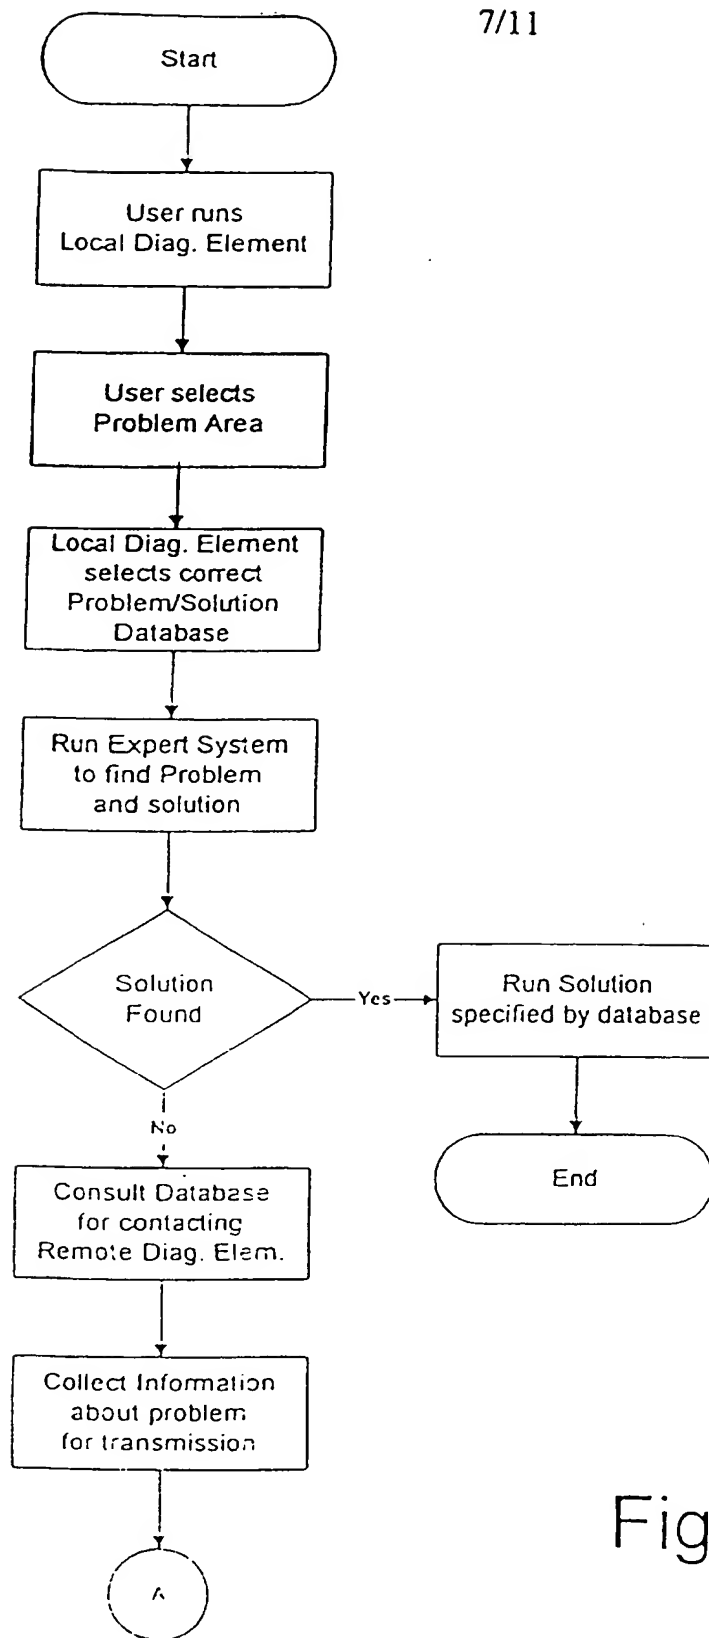 7/11
Start
User runs
Local Diag. Element
User selects
Problem Area
Local Diag. Element
selects correct
Problem/Solution
Database
Run Expert System
to find Problem
and solution
Solution
Found
Yes
Run Solution
specified by database
End
No
Consult Database
for contacting
Remote Diag. Elem.
Collect Information
about problem
for transmission
A
Fig